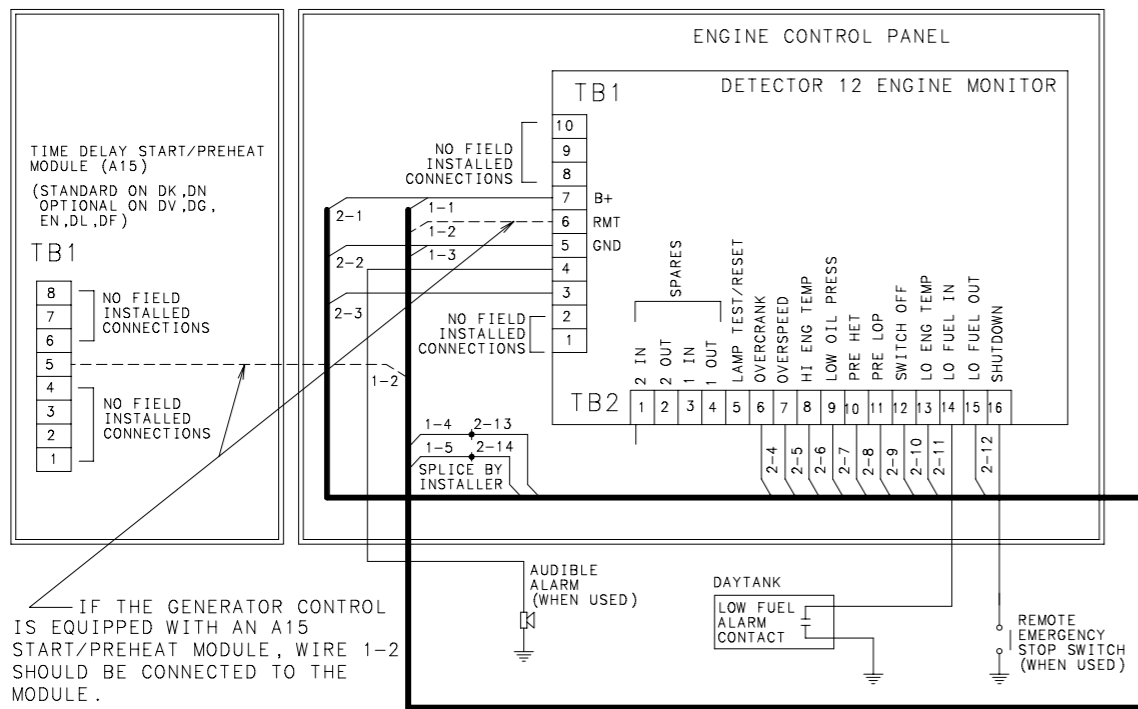 ENGINE CONTROL PANEL
DETECTOR 12 ENGINE MONITOR
TB1
10
9
8
7
6
5
4
3
2
1
NO FIELD
INSTALLED
CONNECTIONS
B+
RMT
GND
NO FIELD
INSTALLED
CONNECTIONS
1-1
1-2
1-3
2-1
2-2
2-3
TIME DELAY START/PREHEAT
MODULE (A15)
(STANDARD ON DK,DN
OPTIONAL ON DV,DG,
EN,DL,DF)
TB1
8
7
6
5
4
3
2
1
NO FIELD
INSTALLED
CONNECTIONS
NO FIELD
INSTALLED
CONNECTIONS
1-2
SPARES
2 IN
2 OUT
1 IN
1 OUT
LAMP TEST/RESET
OVERCRANK
OVERSPEED
HI ENG TEMP
LOW OIL PRESS
PRE HET
PRE LOP
SWITCH OFF
LO ENG TEMP
LO FUEL IN
LO FUEL OUT
SHUTDOWN
TB2
1 2 3 4 5 6 7 8 9 10 11 12 13 14 15 16
1-4 2-13
1-5 2-14
SPLICE BY
INSTALLER
2-4
2-5
2-6
2-7
2-8
2-9
2-10
2-11
2-12
IF THE GENERATOR CONTROL
IS EQUIPPED WITH AN A15
START/PREHEAT MODULE, WIRE 1-2
SHOULD BE CONNECTED TO THE
MODULE.
AUDIBLE
ALARM
(WHEN USED)
DAYTANK
LOW FUEL
ALARM
CONTACT
REMOTE
EMERGENCY
STOP SWITCH
(WHEN USED)